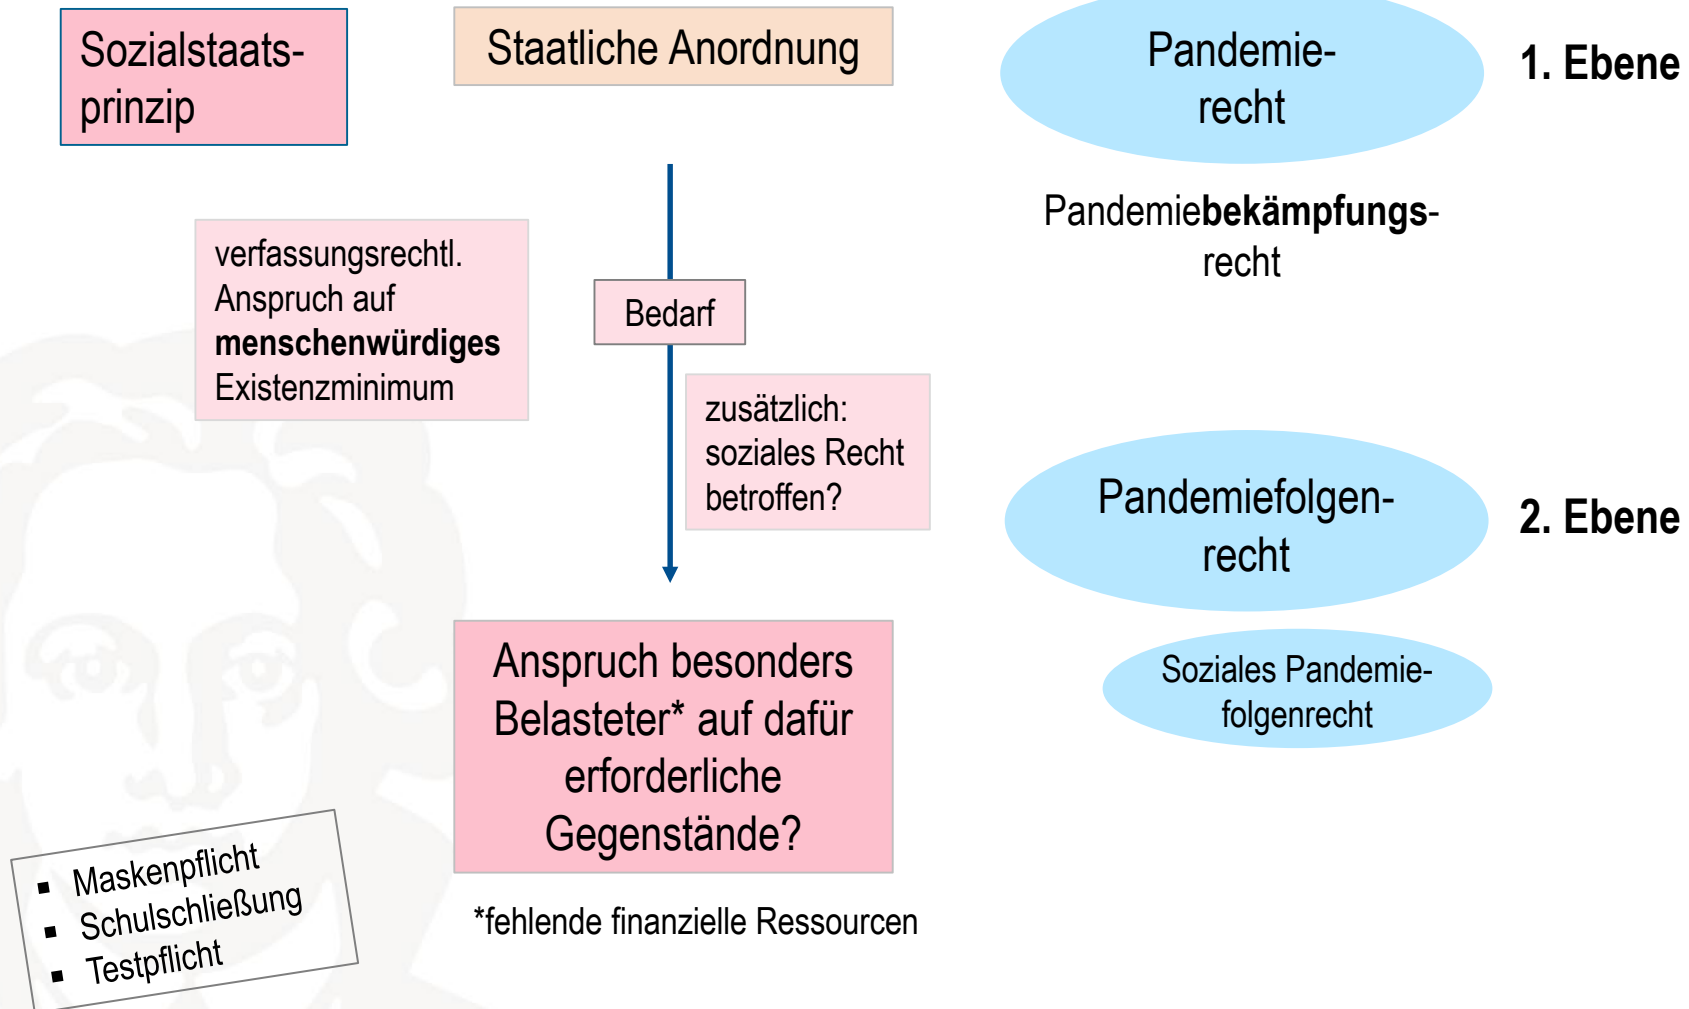 Sozialstaats-
prinzip
Staatliche Anordnung
Pandemie-
recht
1. Ebene
Pandemiebekämpfungs-
recht
verfassungsrechtl.
Anspruch auf
menschenwürdiges
Existenzminimum
Bedarf
zusätzlich:
soziales Recht
betroffen?
Pandemiefolgen-
recht
2. Ebene
Soziales Pandemie-
folgenrecht
Anspruch besonders
Belasteter* auf dafür
erforderliche
Gegenstände?
*fehlende finanzielle Ressourcen
▪ Maskenpflicht
▪ Schulschließung
▪ Testpflicht